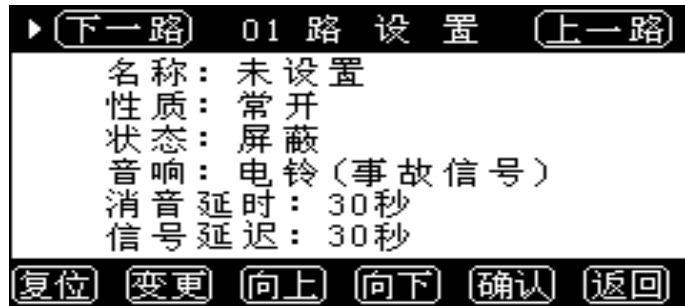 下一路 01 路 设 置 上一路
名称：未设置
性质：常开
状态：屏蔽
音响：电铃（事故信号）
消音延时：30秒
信号延迟：30秒
复位 变更 向上 向下 确认 返回